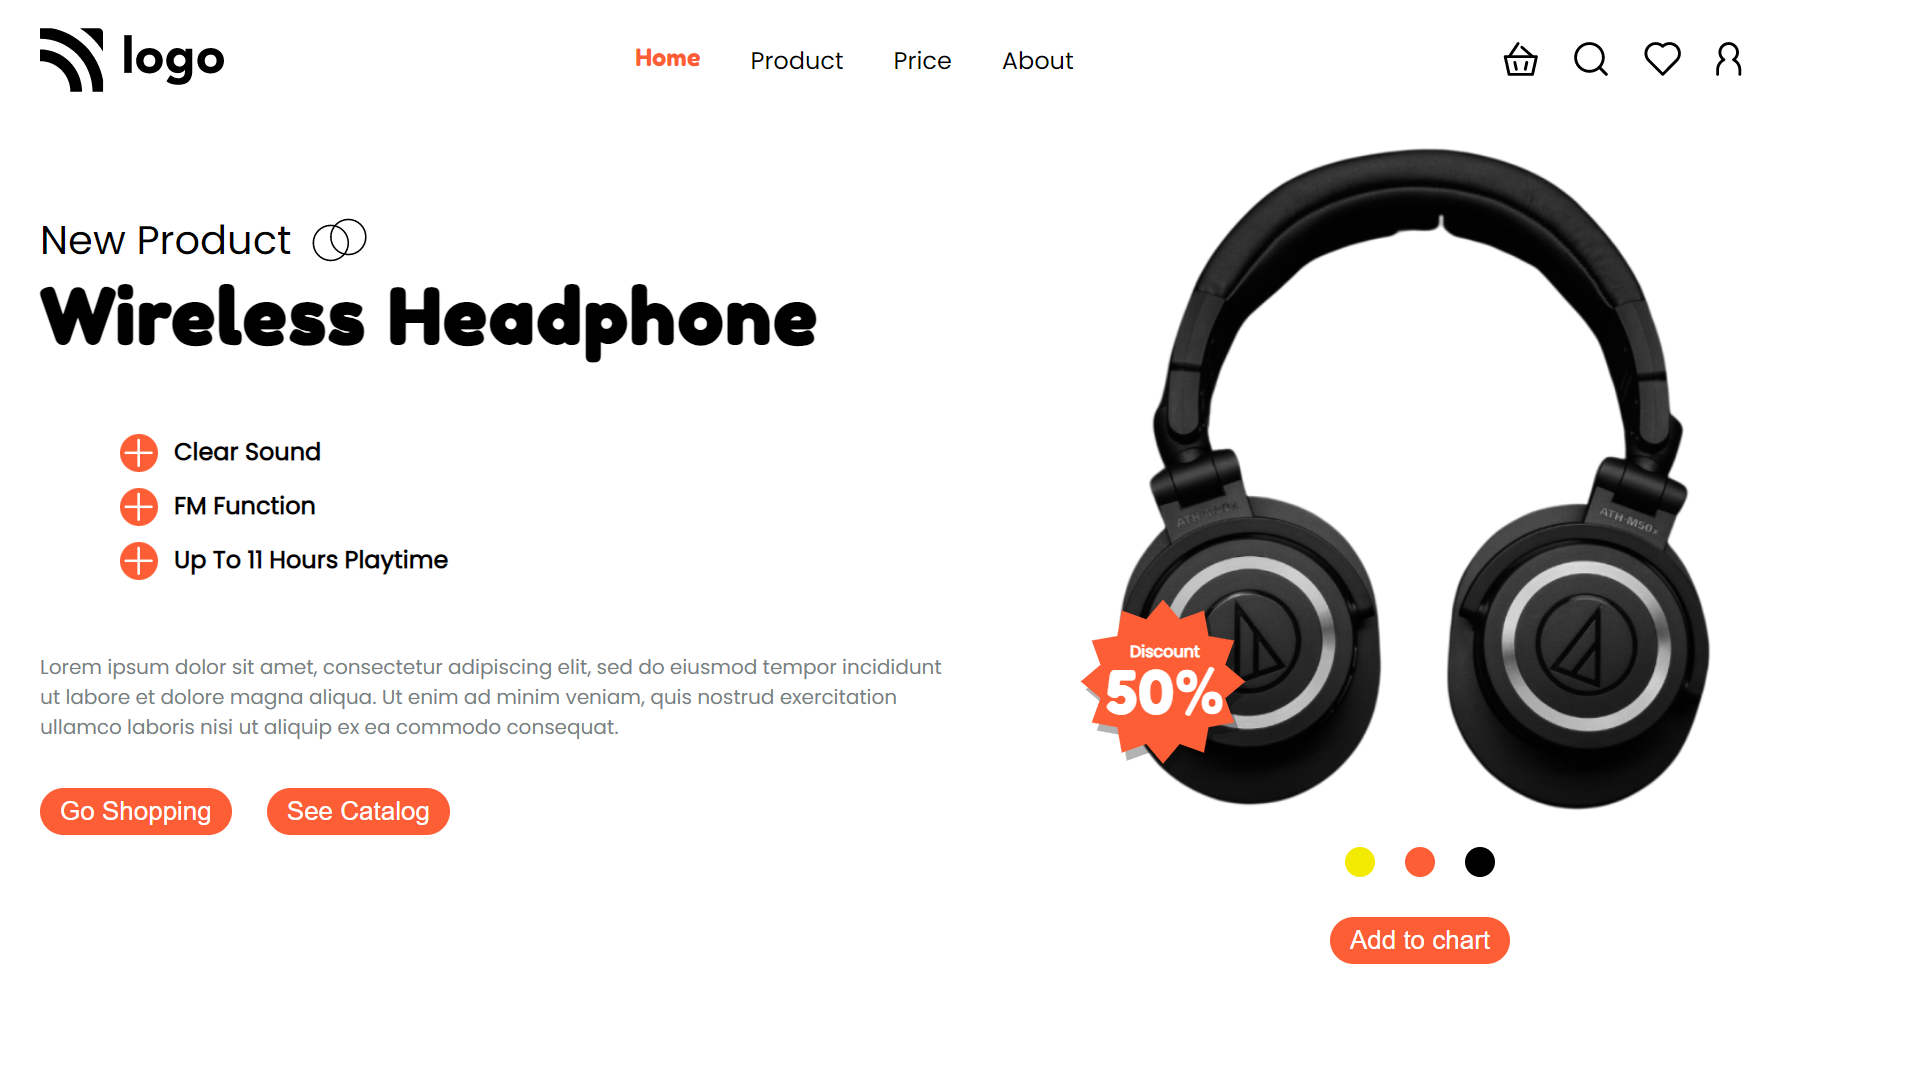 logo
Home
Product
Price
About
New Product
Wireless Headphone
Clear Sound
FM Function
Up To 11 Hours Playtime
Lorem ipsum dolor sit amet, consectetur adipiscing elit, sed do eiusmod tempor incididunt
ut labore et dolore magna aliqua. Ut enim ad minim veniam, quis nostrud exercitation
ullamco laboris nisi ut aliquip ex ea commodo consequat.
Go Shopping
See Catalog
ATH-M50x
ATH-M50x
Discount
50%
Add to chart